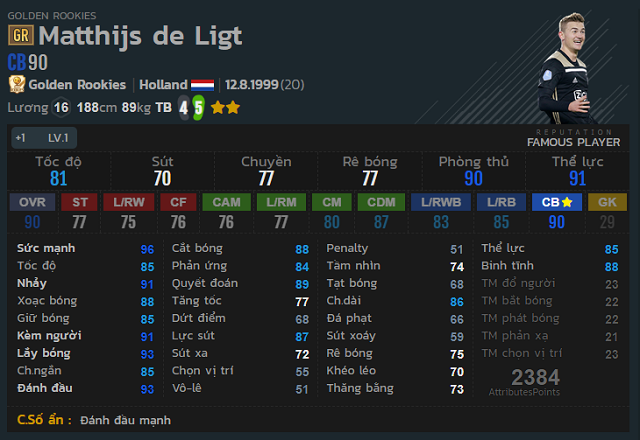 GOLDEN ROOKIES
GR Matthijs de Ligt
CB 90
Golden Rookies Holland 12.8.1999 (20)
Lương 16 188cm 89kg TB 4 5
REPUTATION
FAMOUS PLAYER
+1 LV.1
Tốc độ Sút Chuyền Rê bóng Phòng thủ Thể lực
81 70 77 77 90 91
OVR ST L/RW CF CAM L/RM CM CDM L/RWB L/RB CB GK
90 77 75 76 76 77 80 87 83 85 90 29
Sức mạnh 96 Cắt bóng 88 Penalty 51 Thể lực 85
Tốc độ 85 Phản ứng 84 Tầm nhìn 74 Bình tĩnh 88
Nhảy 91 Quyết đoán 89 Tạt bóng 68 TM đổ người 23
Xoạc bóng 88 Tăng tốc 77 Ch.dài 86 TM bắt bóng 22
Giữ bóng 85 Dứt điểm 68 Đá phạt 66 TM phát bóng 22
Kèm người 91 Lực sút 87 Sút xoáy 59 TM phản xạ 21
Lấy bóng 93 Sút xa 72 Rê bóng 75 TM chọn vị trí 23
Ch.ngắn 85 Chọn vị trí 55 Khéo léo 70 2384
Đánh đầu 93 Vô-lê 51 Thăng bằng 73 AttributesPoints
C.Số ẩn : Đánh đầu mạnh